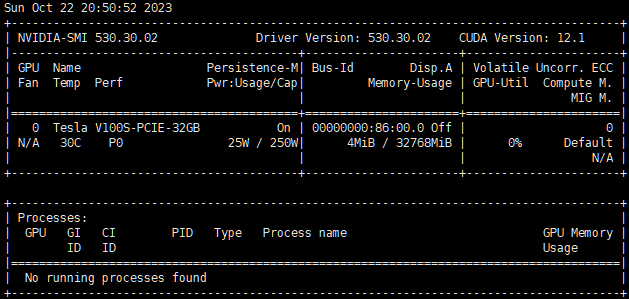 Sun Oct 22 20:50:52 2023
+---------------------------------------------------------------------------------------+
| NVIDIA-SMI 530.30.02              Driver Version: 530.30.02    CUDA Version: 12.1     |
|-----------------------------------------+----------------------+----------------------+
| GPU  Name                  Persistence-M| Bus-Id        Disp.A | Volatile Uncorr. ECC |
| Fan  Temp  Perf            Pwr:Usage/Cap|         Memory-Usage | GPU-Util  Compute M. |
|                                         |                      |               MIG M. |
|=========================================+======================+======================|
|   0  Tesla V100S-PCIE-32GB           On | 00000000:86:00.0 Off |                    0 |
| N/A   30C    P0               25W / 250W|      4MiB / 32768MiB |      0%      Default |
|                                         |                      |                  N/A |
+-----------------------------------------+----------------------+----------------------+
+---------------------------------------------------------------------------------------+
| Processes:                                                                            |
|  GPU   GI   CI        PID   Type   Process name                            GPU Memory |
|        ID   ID                                                             Usage      |
|=======================================================================================|
|  No running processes found                                                           |
+---------------------------------------------------------------------------------------+